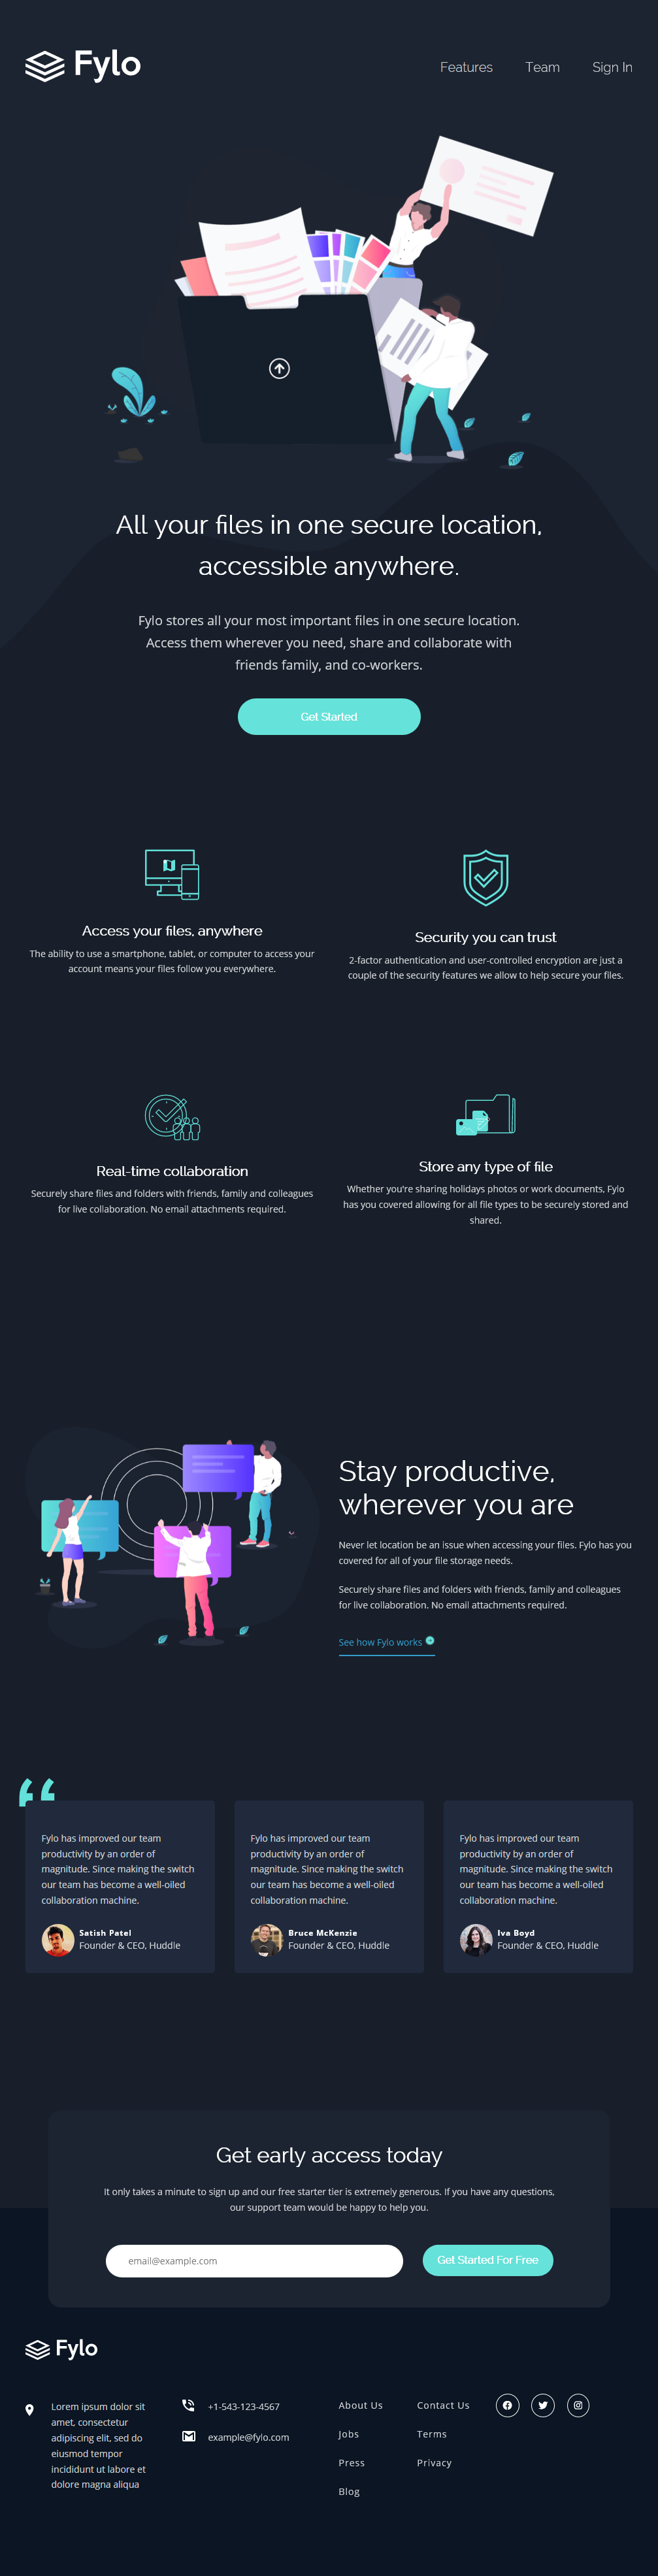 Fylo
Features Team Sign In
All your files in one secure location,
accessible anywhere.
Fylo stores all your most important files in one secure location.
Access them wherever you need, share and collaborate with
friends family, and co-workers.
Get Started
Access your files, anywhere
The ability to use a smartphone, tablet, or computer to access your
account means your files follow you everywhere.
Security you can trust
2-factor authentication and user-controlled encryption are just a
couple of the security features we allow to help secure your files.
Real-time collaboration
Securely share files and folders with friends, family and colleagues
for live collaboration. No email attachments required.
Store any type of file
Whether you're sharing holidays photos or work documents, Fylo
has you covered allowing for all file types to be securely stored and
shared.
Stay productive,
wherever you are
Never let location be an issue when accessing your files. Fylo has you
covered for all of your file storage needs.
Securely share files and folders with friends, family and colleagues
for live collaboration. No email attachments required.
See how Fylo works
“
Fylo has improved our team
productivity by an order of
magnitude. Since making the switch
our team has become a well-oiled
collaboration machine.
Satish Patel
Founder & CEO, Huddle
Fylo has improved our team
productivity by an order of
magnitude. Since making the switch
our team has become a well-oiled
collaboration machine.
Bruce McKenzie
Founder & CEO, Huddle
Fylo has improved our team
productivity by an order of
magnitude. Since making the switch
our team has become a well-oiled
collaboration machine.
Iva Boyd
Founder & CEO, Huddle
Get early access today
It only takes a minute to sign up and our free starter tier is extremely generous. If you have any questions,
our support team would be happy to help you.
email@example.com
Get Started For Free
Fylo
Lorem ipsum dolor sit
amet, consectetur
adipiscing elit, sed do
eiusmod tempor
incididunt ut labore et
dolore magna aliqua
+1-543-123-4567
example@fylo.com
About Us
Jobs
Press
Blog
Contact Us
Terms
Privacy